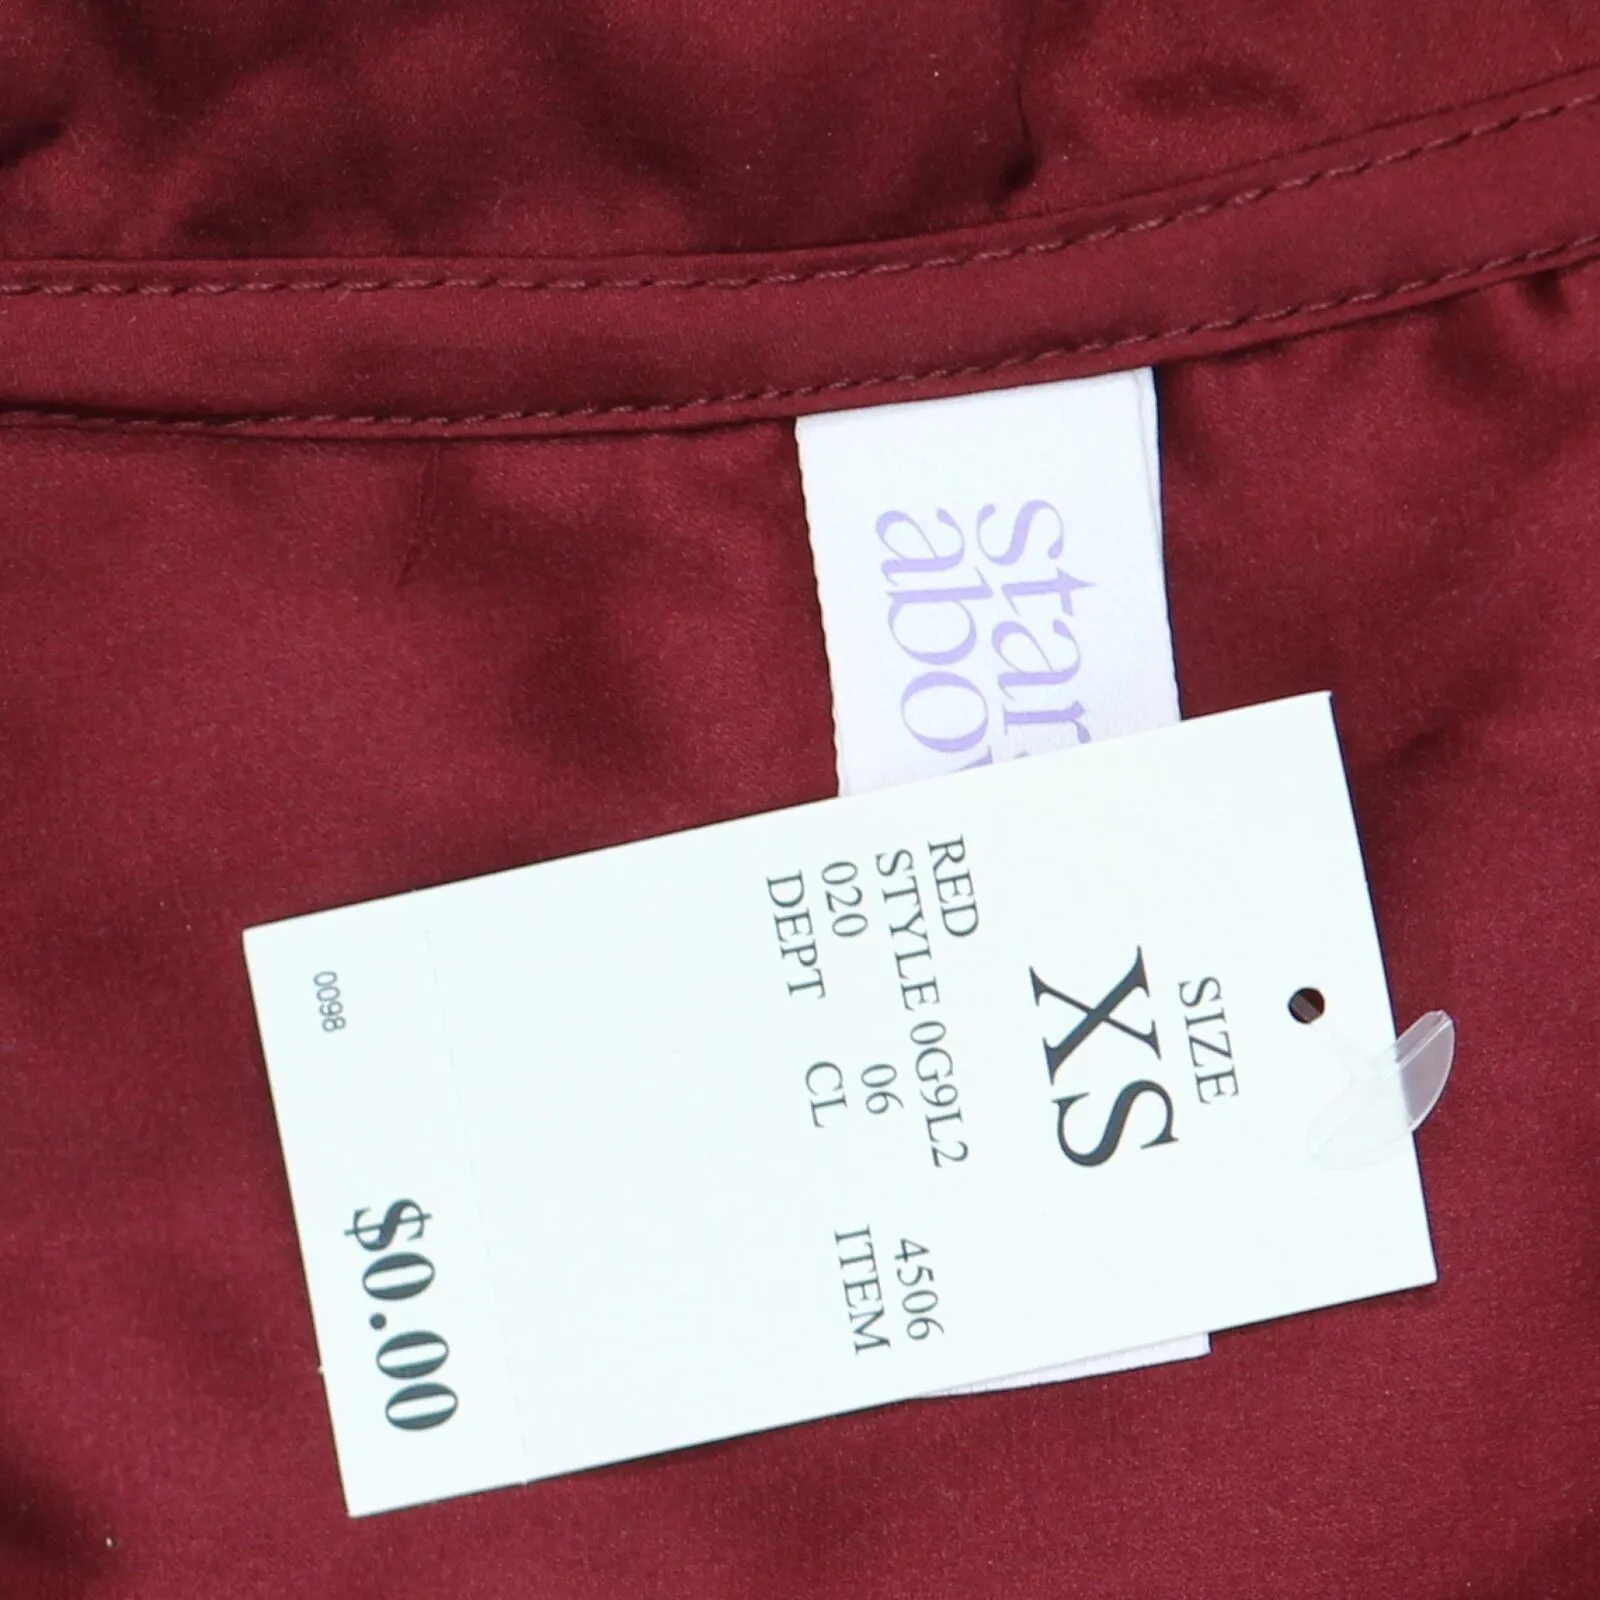 star
abo
SIZE
XS
RED
STYLE 0G9L2
020 06 4506
DEPT CL ITEM
0098
$0.00